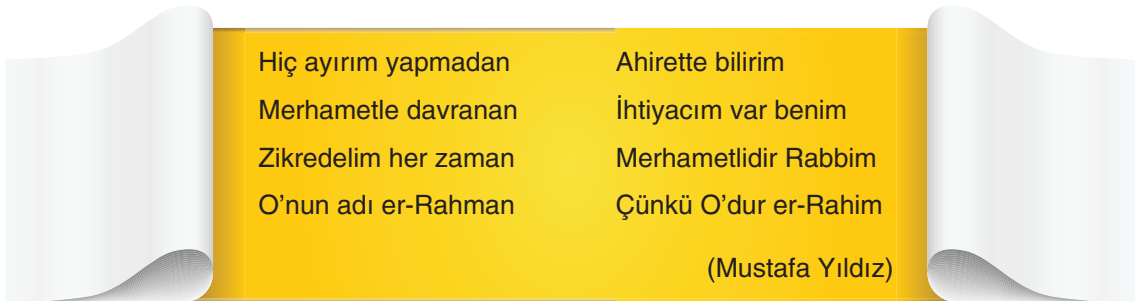 Hiç ayırım yapmadan
Merhametle davranan
Zikredelim her zaman
O’nun adı er-Rahman
Ahirette bilirim
İhtiyacım var benim
Merhametlidir Rabbim
Çünkü O’dur er-Rahim
(Mustafa Yıldız)